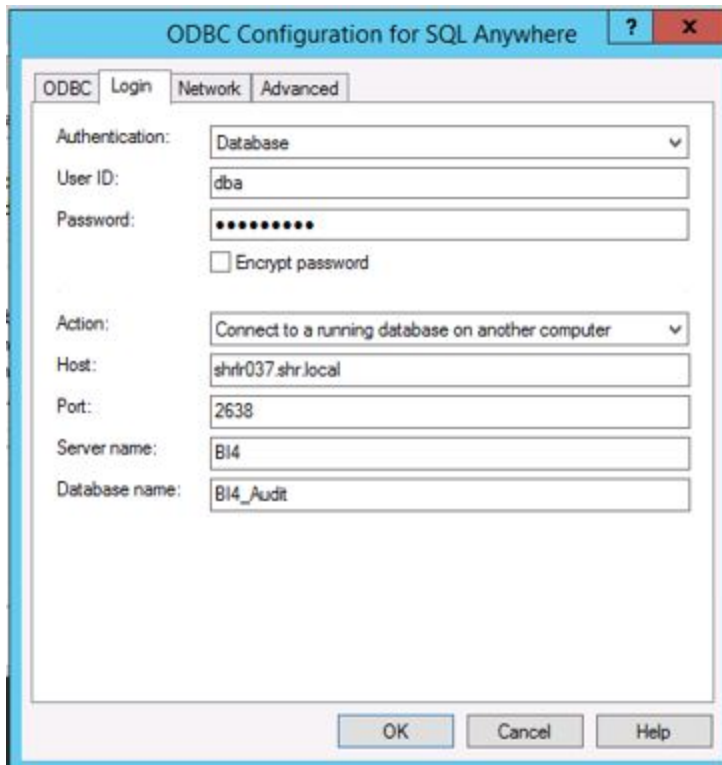 ODBC Configuration for SQL Anywhere ? x
ODBC Login Network Advanced
Authentication: Database
User ID: dba
Password: •••••••••
Encrypt password
Action: Connect to a running database on another computer
Host: shrlr037.shr.local
Port: 2638
Server name: BI4
Database name: BI4_Audit
OK Cancel Help